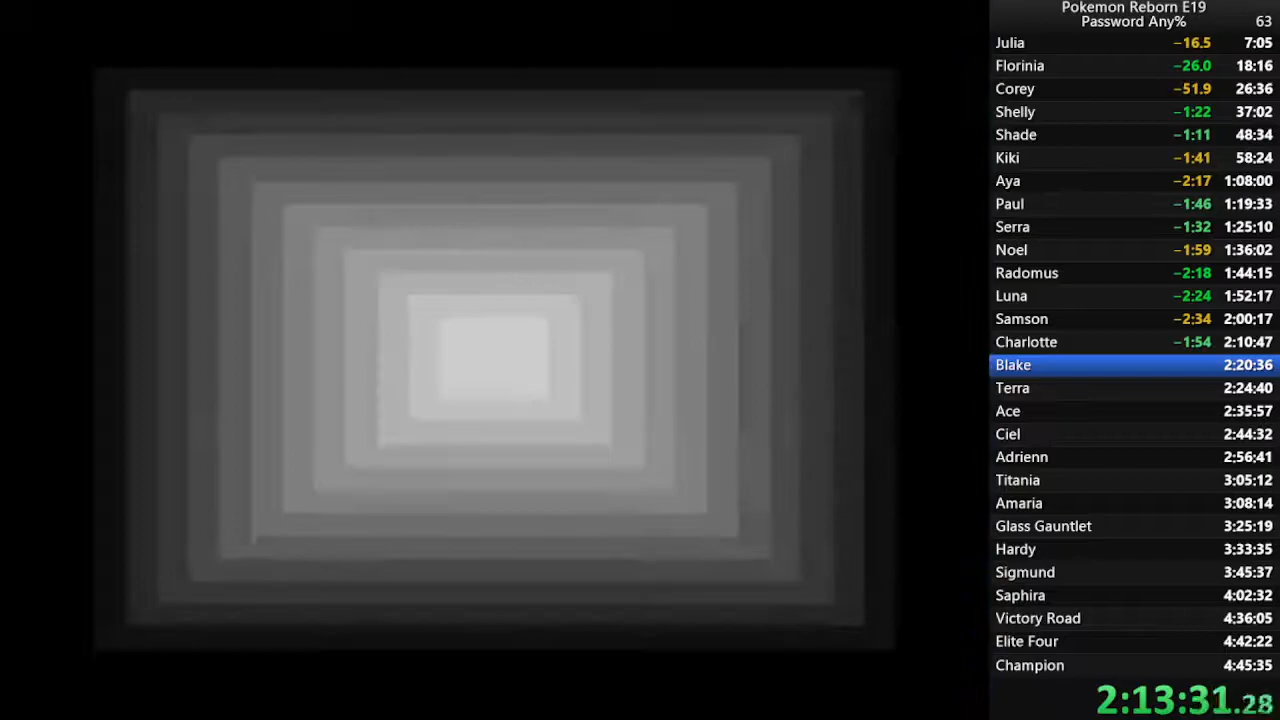 Pokemon Reborn E19
Password Any% 63
Julia −16.5 7:05
Florinia −26.0 18:16
Corey −51.9 26:36
Shelly −1:22 37:02
Shade −1:11 48:34
Kiki −1:41 58:24
Aya −2:17 1:08:00
Paul −1:46 1:19:33
Serra −1:32 1:25:10
Noel −1:59 1:36:02
Radomus −2:18 1:44:15
Luna −2:24 1:52:17
Samson −2:34 2:00:17
Charlotte −1:54 2:10:47
Blake 2:20:36
Terra 2:24:40
Ace 2:35:57
Ciel 2:44:32
Adrienn 2:56:41
Titania 3:05:12
Amaria 3:08:14
Glass Gauntlet 3:25:19
Hardy 3:33:35
Sigmund 3:45:37
Saphira 4:02:32
Victory Road 4:36:05
Elite Four 4:42:22
Champion 4:45:35
2:13:31.28